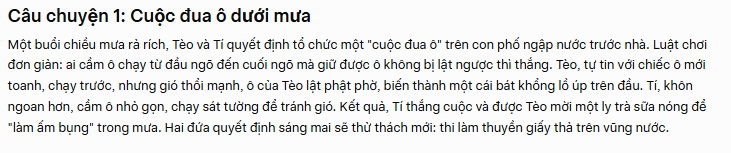 Câu chuyện 1: Cuộc đua ô dưới mưa
Một buổi chiều mưa rả rích, Tèo và Tí quyết định tổ chức một "cuộc đua ô" trên con phố ngập nước trước nhà. Luật chơi
đơn giản: ai cầm ô chạy từ đầu ngõ đến cuối ngõ mà giữ được ô không bị lật ngược thì thắng. Tèo, tự tin với chiếc ô mới
toanh, chạy trước, nhưng gió thổi mạnh, ô của Tèo lật phật phờ, biến thành một cái bát khổng lồ úp trên đầu. Tí, khôn
ngoan hơn, cầm ô nhỏ gọn, chạy sát tường để tránh gió. Kết quả, Tí thắng cuộc và được Tèo mời một ly trà sữa nóng để
"làm ấm bụng" trong mưa. Hai đứa quyết định sáng mai sẽ thử thách mới: thi làm thuyền giấy thả trên vũng nước.